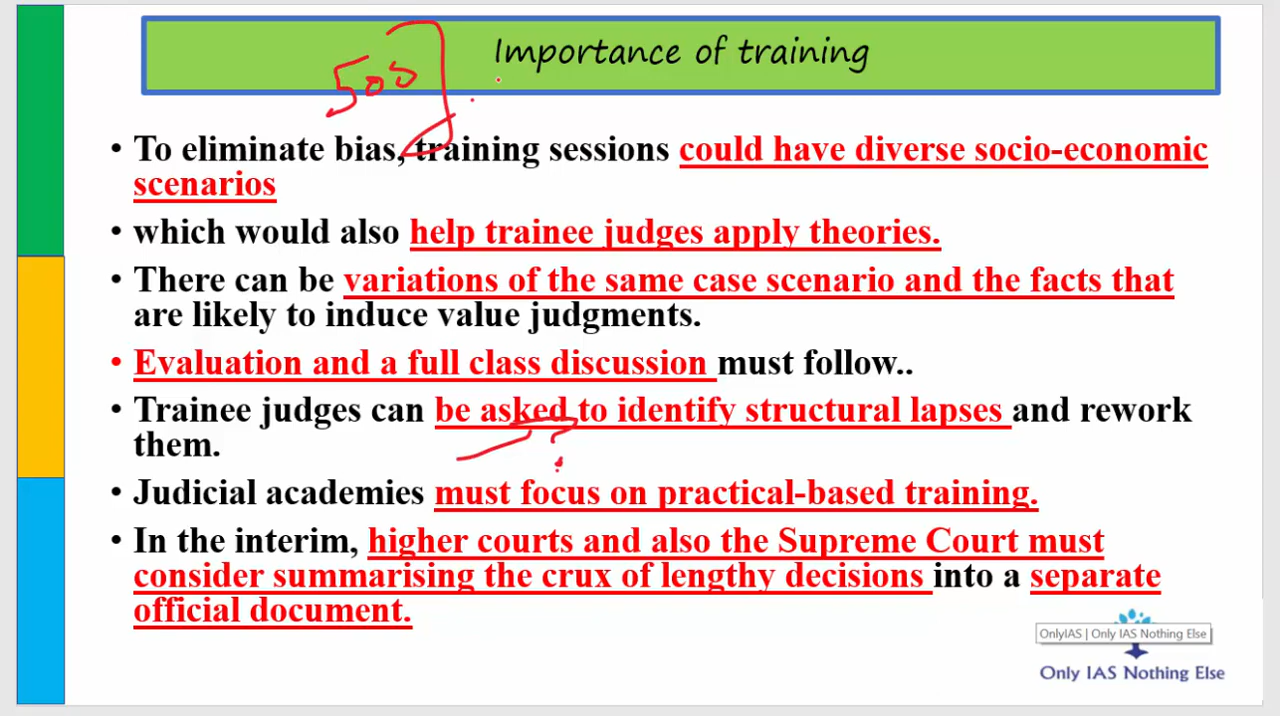 Importance of training
500
• To eliminate bias, training sessions could have diverse socio-economic
scenarios
• which would also help trainee judges apply theories.
• There can be variations of the same case scenario and the facts that
are likely to induce value judgments.
• Evaluation and a full class discussion must follow..
• Trainee judges can be asked to identify structural lapses and rework
them.
• Judicial academies must focus on practical-based training.
• In the interim, higher courts and also the Supreme Court must
consider summarising the crux of lengthy decisions into a separate
official document.
OnlyIAS | Only IAS Nothing Else
Only IAS Nothing Else